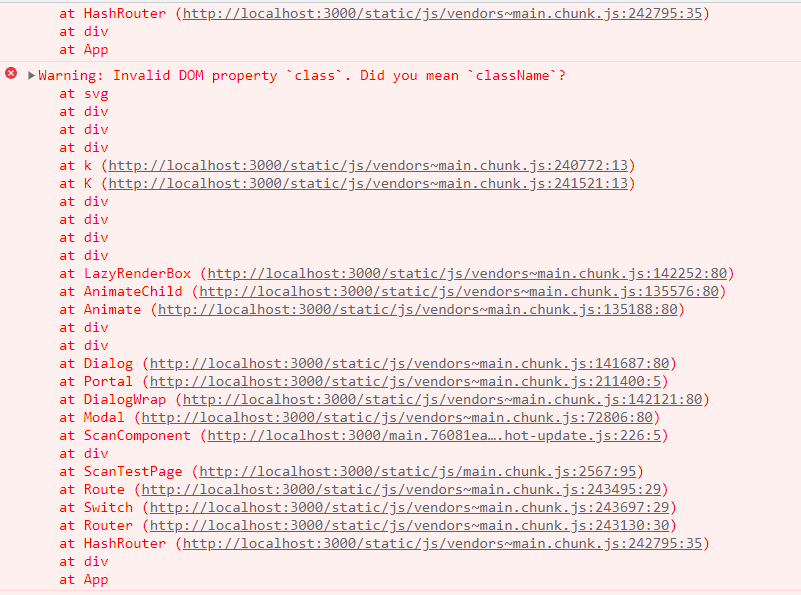 at HashRouter (http://localhost:3000/static/js/vendors~main.chunk.js:242795:35)
at div
at App
Warning: Invalid DOM property `class`. Did you mean `className`?
at svg
at div
at div
at div
at k (http://localhost:3000/static/js/vendors~main.chunk.js:240772:13)
at K (http://localhost:3000/static/js/vendors~main.chunk.js:241521:13)
at div
at div
at div
at div
at LazyRenderBox (http://localhost:3000/static/js/vendors~main.chunk.js:142252:80)
at AnimateChild (http://localhost:3000/static/js/vendors~main.chunk.js:135576:80)
at Animate (http://localhost:3000/static/js/vendors~main.chunk.js:135188:80)
at div
at div
at Dialog (http://localhost:3000/static/js/vendors~main.chunk.js:141687:80)
at Portal (http://localhost:3000/static/js/vendors~main.chunk.js:211400:5)
at DialogWrap (http://localhost:3000/static/js/vendors~main.chunk.js:142121:80)
at Modal (http://localhost:3000/static/js/vendors~main.chunk.js:72806:80)
at ScanComponent (http://localhost:3000/main.76081ea….hot-update.js:226:5)
at div
at ScanTestPage (http://localhost:3000/static/js/main.chunk.js:2567:95)
at Route (http://localhost:3000/static/js/vendors~main.chunk.js:243495:29)
at Switch (http://localhost:3000/static/js/vendors~main.chunk.js:243697:29)
at Router (http://localhost:3000/static/js/vendors~main.chunk.js:243130:30)
at HashRouter (http://localhost:3000/static/js/vendors~main.chunk.js:242795:35)
at div
at App